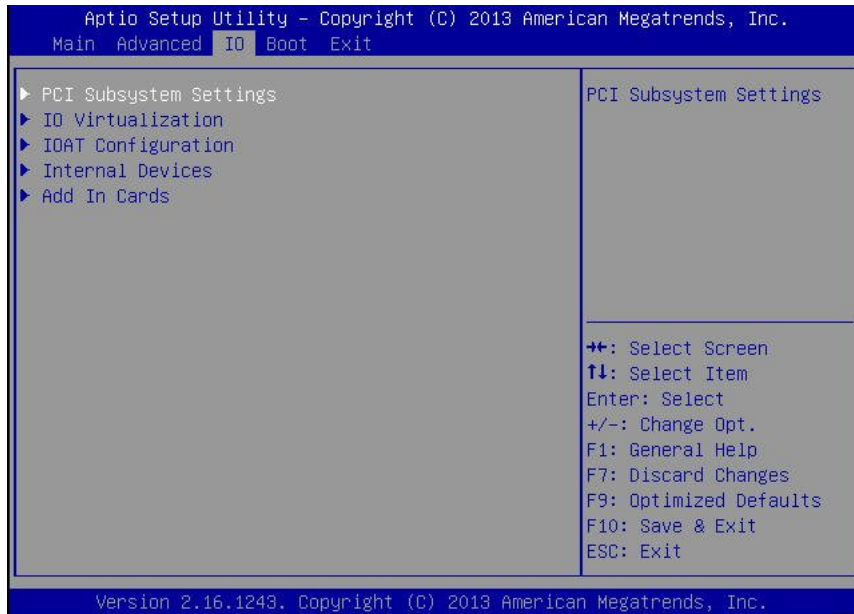 Aptio Setup Utility – Copyright (C) 2013 American Megatrends, Inc.
Main Advanced IO Boot Exit
▶ PCI Subsystem Settings
▶ IO Virtualization
▶ IOAT Configuration
▶ Internal Devices
▶ Add In Cards
PCI Subsystem Settings
→←: Select Screen
↑↓: Select Item
Enter: Select
+/-: Change Opt.
F1: General Help
F7: Discard Changes
F9: Optimized Defaults
F10: Save & Exit
ESC: Exit
Version 2.16.1243. Copyright (C) 2013 American Megatrends, Inc.